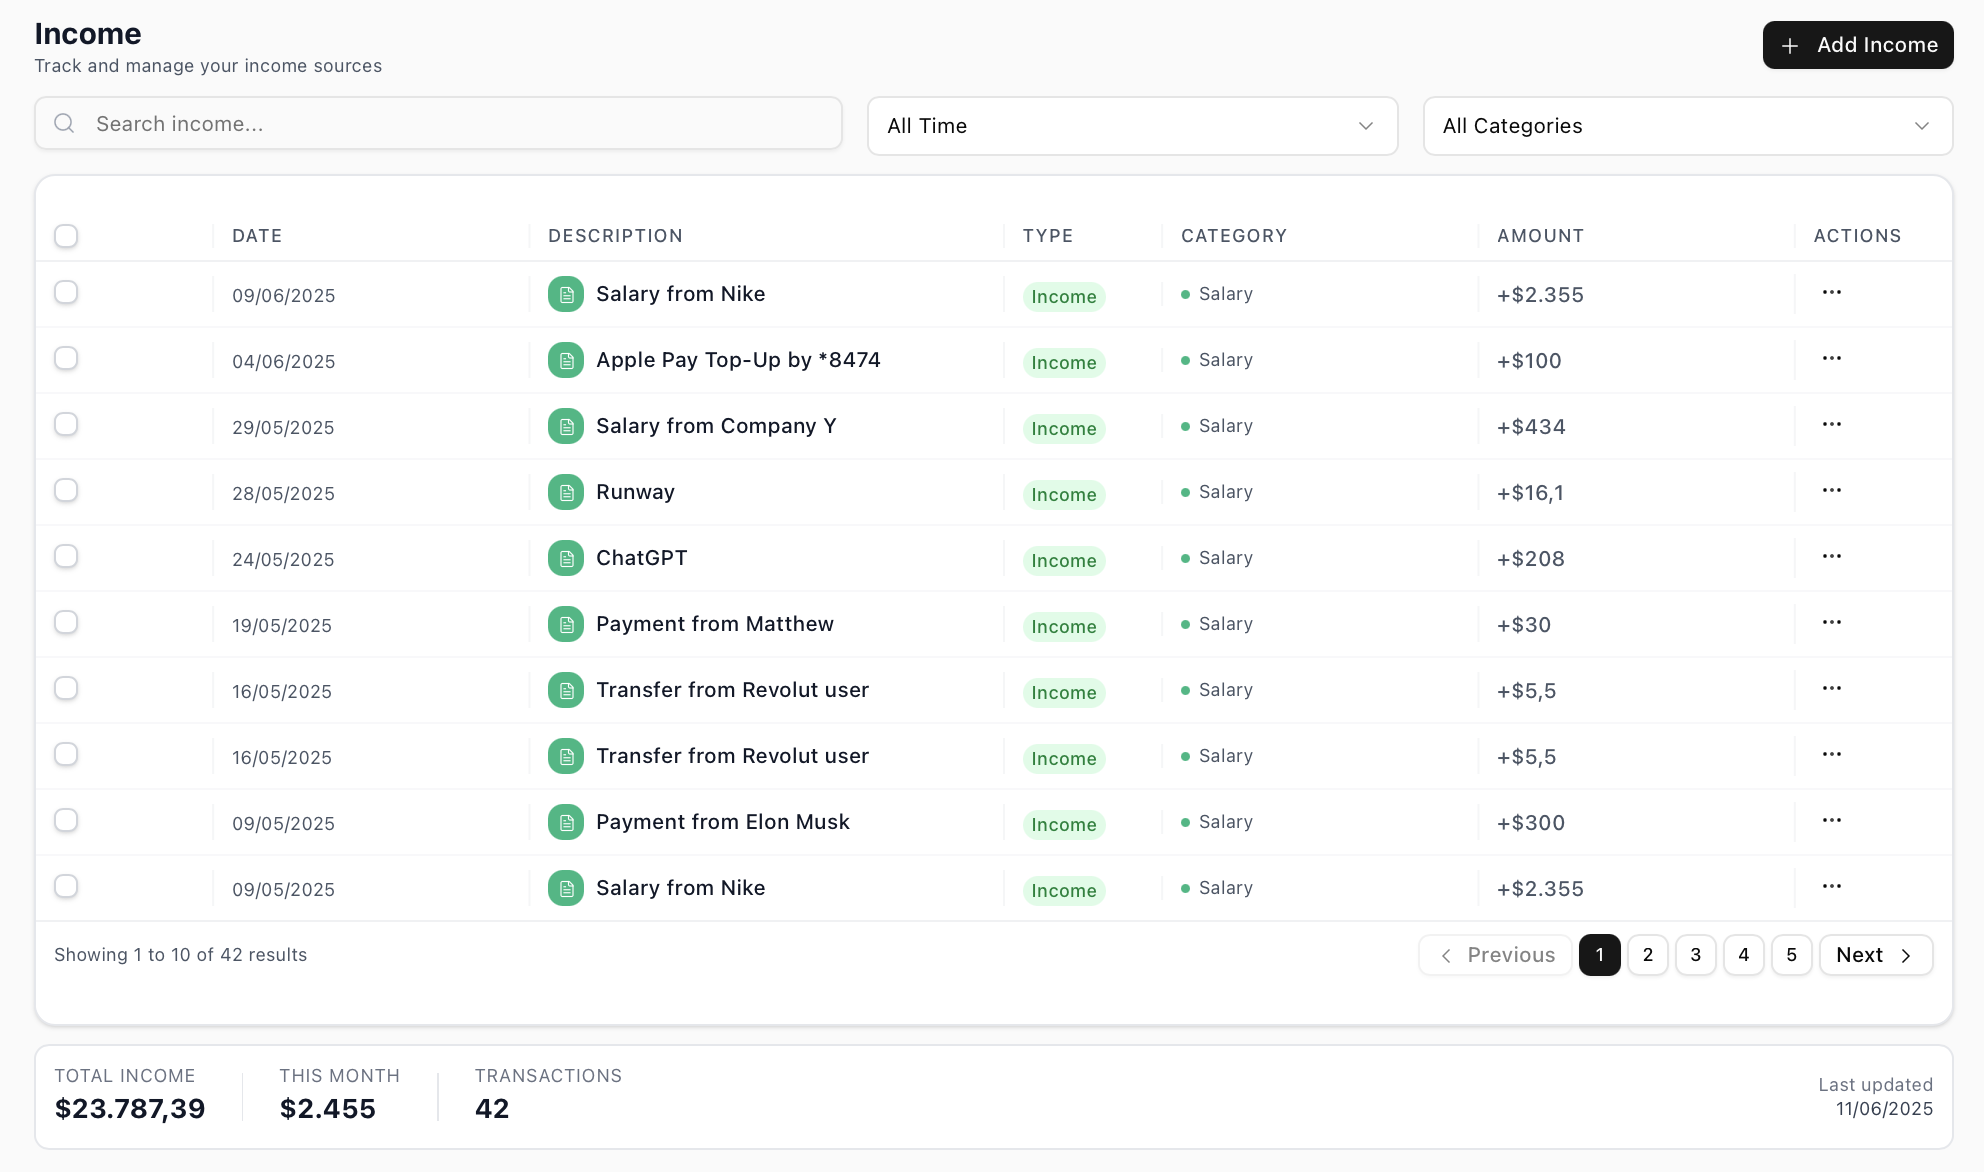 Income
Track and manage your income sources
+ Add Income
Search income...
All Time
All Categories
DATE DESCRIPTION TYPE CATEGORY AMOUNT ACTIONS
09/06/2025 Salary from Nike Income Salary +$2.355 ...
04/06/2025 Apple Pay Top-Up by *8474 Income Salary +$100 ...
29/05/2025 Salary from Company Y Income Salary +$434 ...
28/05/2025 Runway Income Salary +$16,1 ...
24/05/2025 ChatGPT Income Salary +$208 ...
19/05/2025 Payment from Matthew Income Salary +$30 ...
16/05/2025 Transfer from Revolut user Income Salary +$5,5 ...
16/05/2025 Transfer from Revolut user Income Salary +$5,5 ...
09/05/2025 Payment from Elon Musk Income Salary +$300 ...
09/05/2025 Salary from Nike Income Salary +$2.355 ...
Showing 1 to 10 of 42 results
Previous 1 2 3 4 5 Next
TOTAL INCOME
$23.787,39
THIS MONTH
$2.455
TRANSACTIONS
42
Last updated
11/06/2025